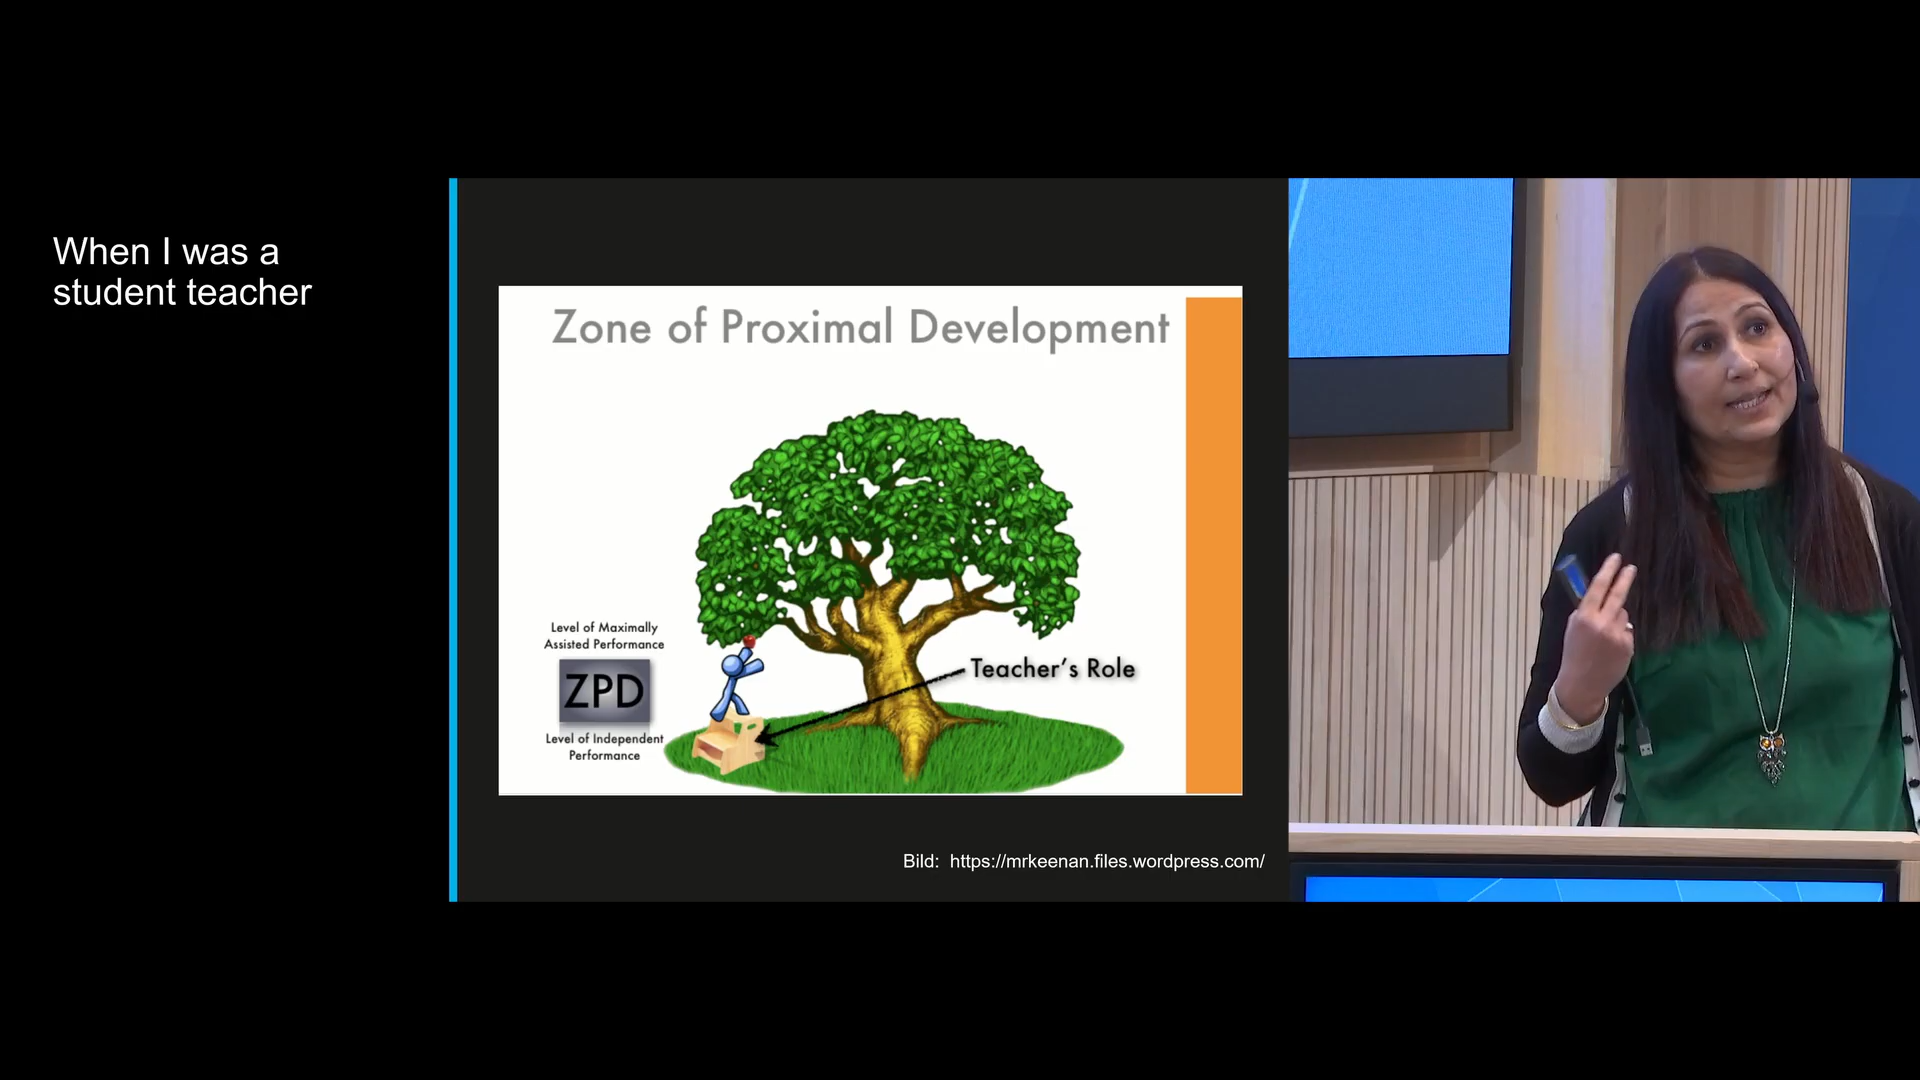 When I was a
student teacher
Zone of Proximal Development
Level of Maximally
Assisted Performance
ZPD
Level of Independent
Performance
Teacher's Role
Bild: https://mrkeenan.files.wordpress.com/